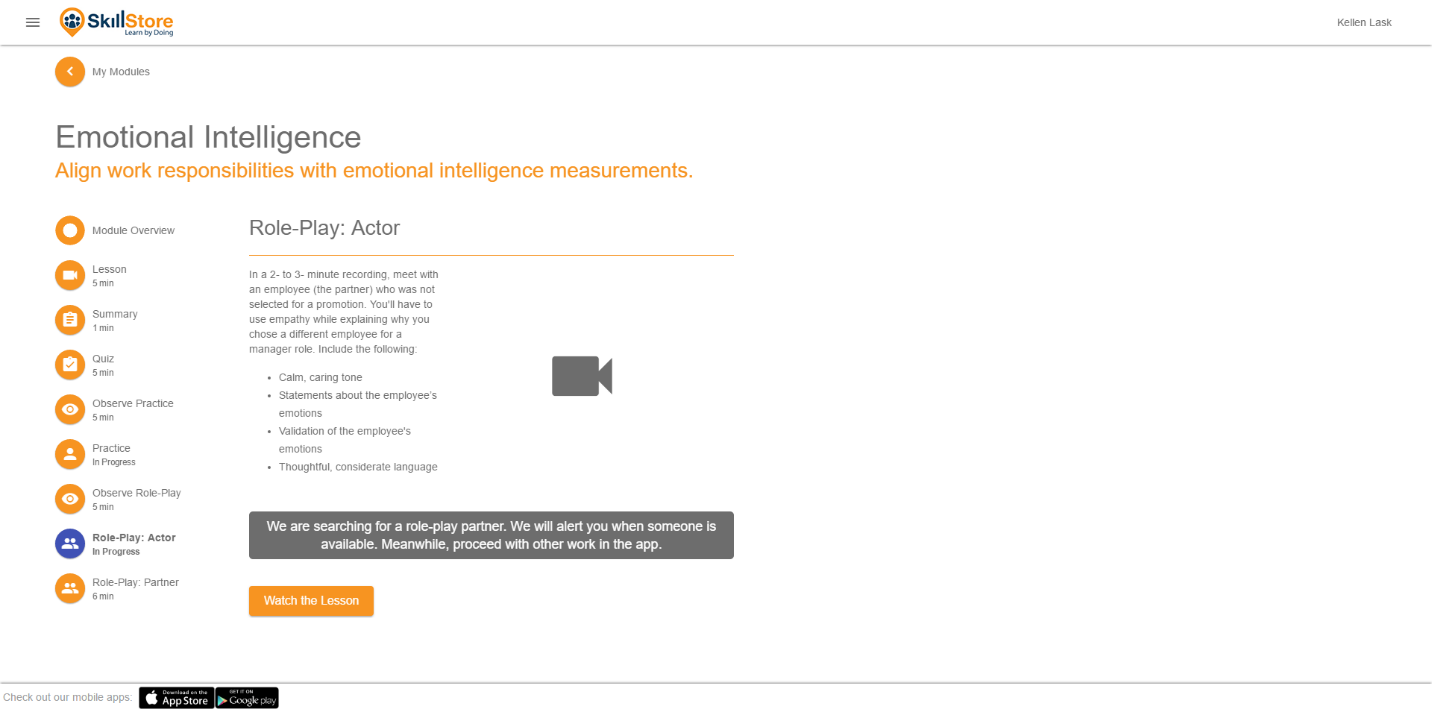 SkillStore
Learn by Doing
Kellen Lask
My Modules
Emotional Intelligence
Align work responsibilities with emotional intelligence measurements.
Module Overview
Lesson
5 min
Summary
1 min
Quiz
5 min
Observe Practice
5 min
Practice
In Progress
Observe Role-Play
5 min
Role-Play: Actor
In Progress
Role-Play: Partner
6 min
Role-Play: Actor
In a 2- to 3- minute recording, meet with
an employee (the partner) who was not
selected for a promotion. You'll have to
use empathy while explaining why you
chose a different employee for a
manager role. Include the following:
• Calm, caring tone
• Statements about the employee's
emotions
• Validation of the employee's
emotions
• Thoughtful, considerate language
We are searching for a role-play partner. We will alert you when someone is
available. Meanwhile, proceed with other work in the app.
Watch the Lesson
Check out our mobile apps:
Download on the
App Store
GET IT ON
Google play